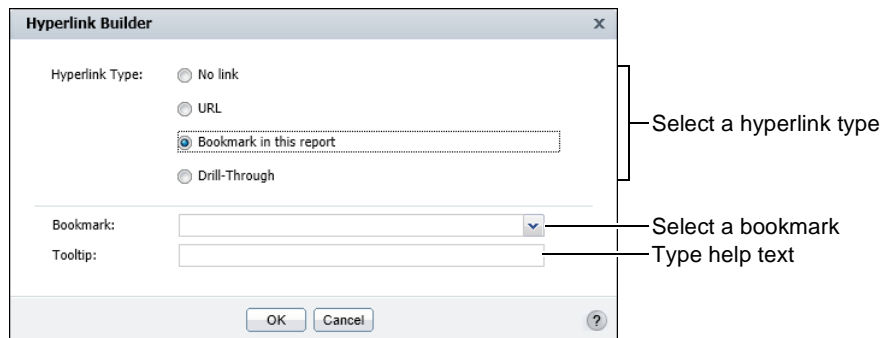 Hyperlink Builder x
Hyperlink Type: No link
URL
Bookmark in this report
Drill-Through
Select a hyperlink type
Bookmark:
Select a bookmark
Tooltip:
Type help text
OK Cancel ?